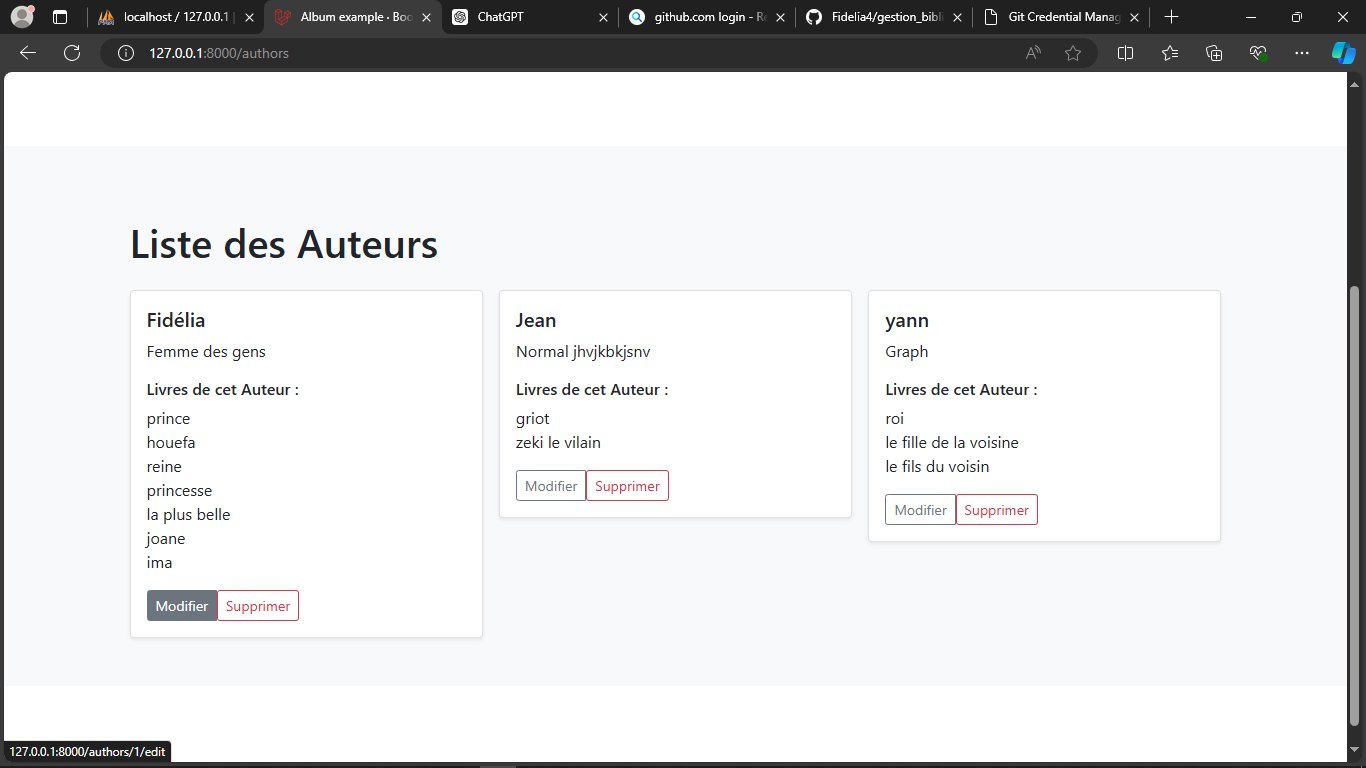 localhost / 127.0.0.1 |
Album example · Boo
ChatGPT
github.com login - Re
Fidelia4/gestion_bibli
Git Credential Manag
127.0.0.1:8000/authors
Liste des Auteurs
Fidélia
Femme des gens
Livres de cet Auteur :
prince
houefa
reine
princesse
la plus belle
joane
ima
Modifier
Supprimer
Jean
Normal jhvjkbkjsnv
Livres de cet Auteur :
griot
zeki le vilain
Modifier
Supprimer
yann
Graph
Livres de cet Auteur :
roi
le fille de la voisine
le fils du voisin
Modifier
Supprimer
127.0.0.1:8000/authors/1/edit